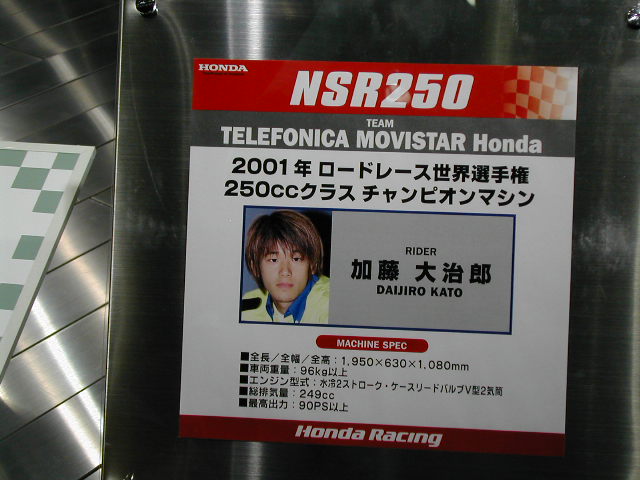 HONDA
NSR250
TEAM
TELEFONICA MOVISTAR Honda
2001年 ロードレース世界選手権
250ccクラス チャンピオンマシン
RIDER
加藤 大治郎
DAIJIRO KATO
MACHINE SPEC
■全長/全幅/全高:1,950×630×1,080mm
■車両重量:96kg以上
■エンジン型式:水冷2ストローク・ケースリードバルブV型2気筒
■総排気量:249cc
■最高出力:90PS以上
Honda Racing